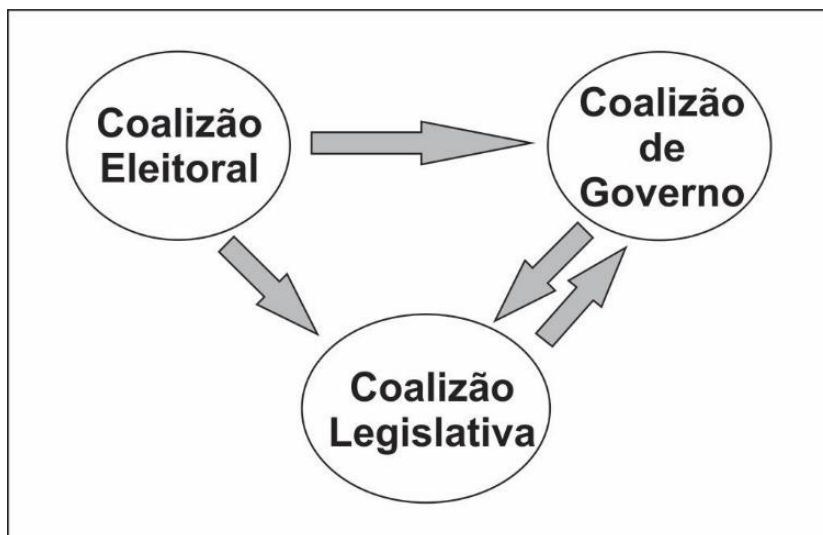 Coalizão
Eleitoral
Coalizão
de
Governo
Coalizão
Legislativa